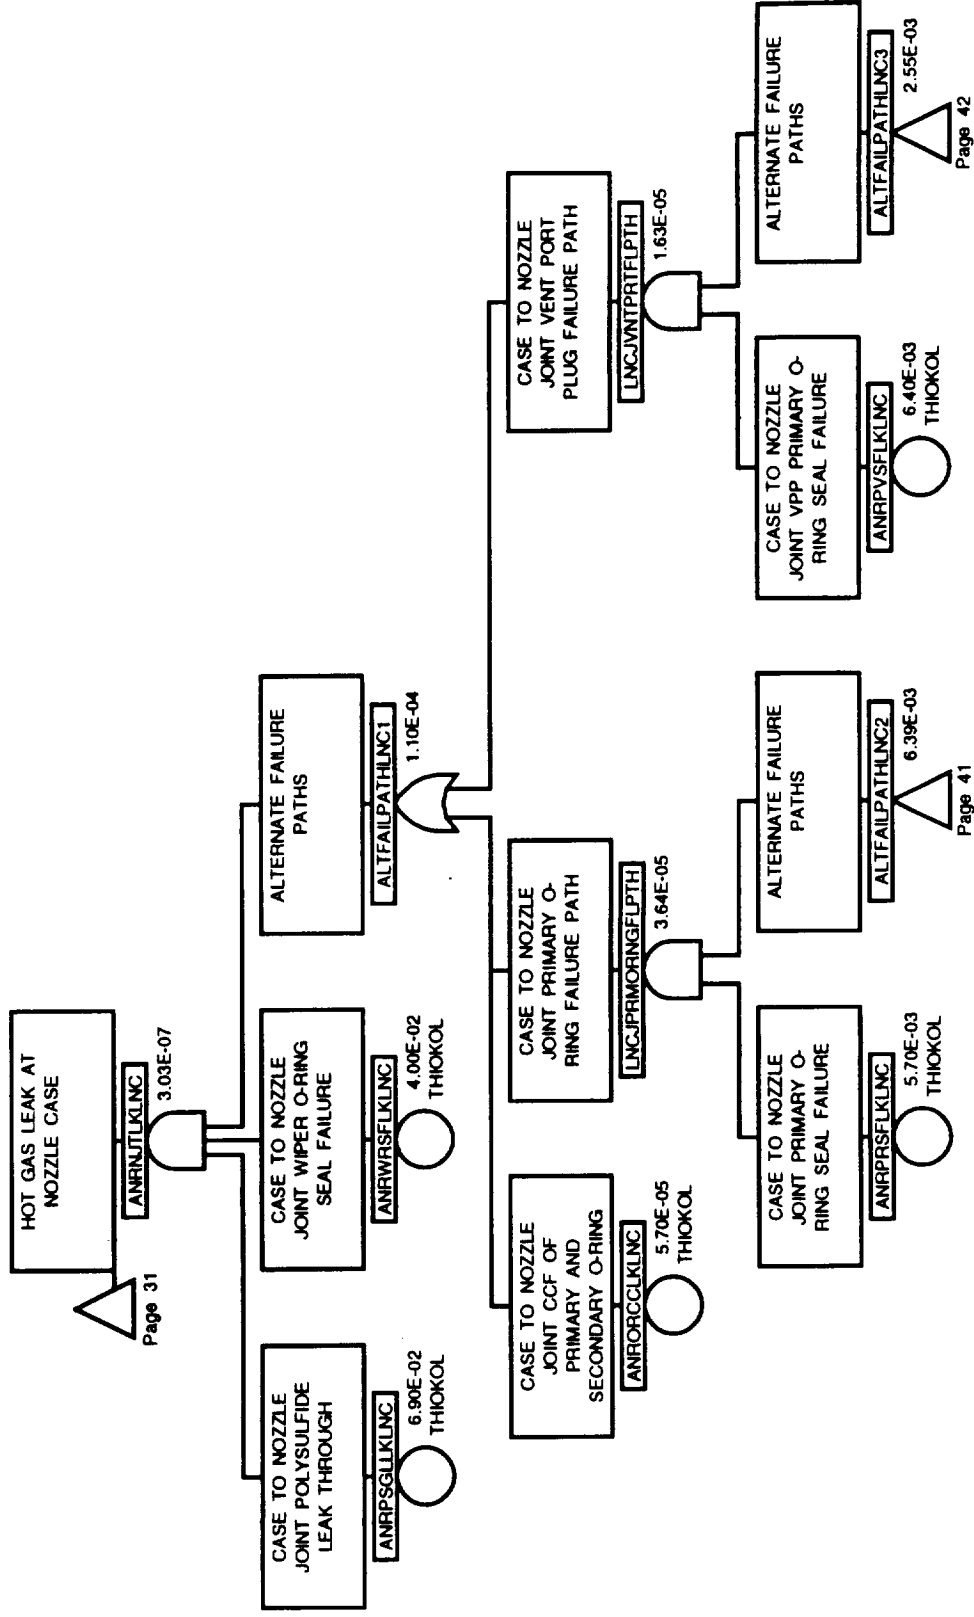 HOT GAS LEAK AT
NOZZLE CASE
ANRNJTLKLNC
3.03E-07
Page 31
CASE TO NOZZLE
JOINT POLYSULFIDE
LEAK THROUGH
ANRPSGLLKLNC
6.90E-02
THIOKOL
CASE TO NOZZLE
JOINT WIPER O-RING
SEAL FAILURE
ANRWRSFLKLNC
4.00E-02
THIOKOL
ALTERNATE FAILURE
PATHS
ALTFAILPATHLNC1
1.10E-04
CASE TO NOZZLE
JOINT CCF OF
PRIMARY AND
SECONDARY O-RING
ANRORCCLKLNC
5.70E-05
THIOKOL
CASE TO NOZZLE
JOINT PRIMARY O-
RING FAILURE PATH
LNCJPRMORNGFLPTH
3.64E-05
CASE TO NOZZLE
JOINT VENT PORT
PLUG FAILURE PATH
LNCJVNTPRTFLPTH
1.63E-05
CASE TO NOZZLE
JOINT PRIMARY O-
RING SEAL FAILURE
ANRPRSFLKLNC
5.70E-03
THIOKOL
ALTERNATE FAILURE
PATHS
ALTFAILPATHLNC2
6.39E-03
Page 41
CASE TO NOZZLE
JOINT VPP PRIMARY O-
RING SEAL FAILURE
ANRPVSFLKLNC
6.40E-03
THIOKOL
ALTERNATE FAILURE
PATHS
ALTFAILPATHLNC3
2.55E-03
Page 42